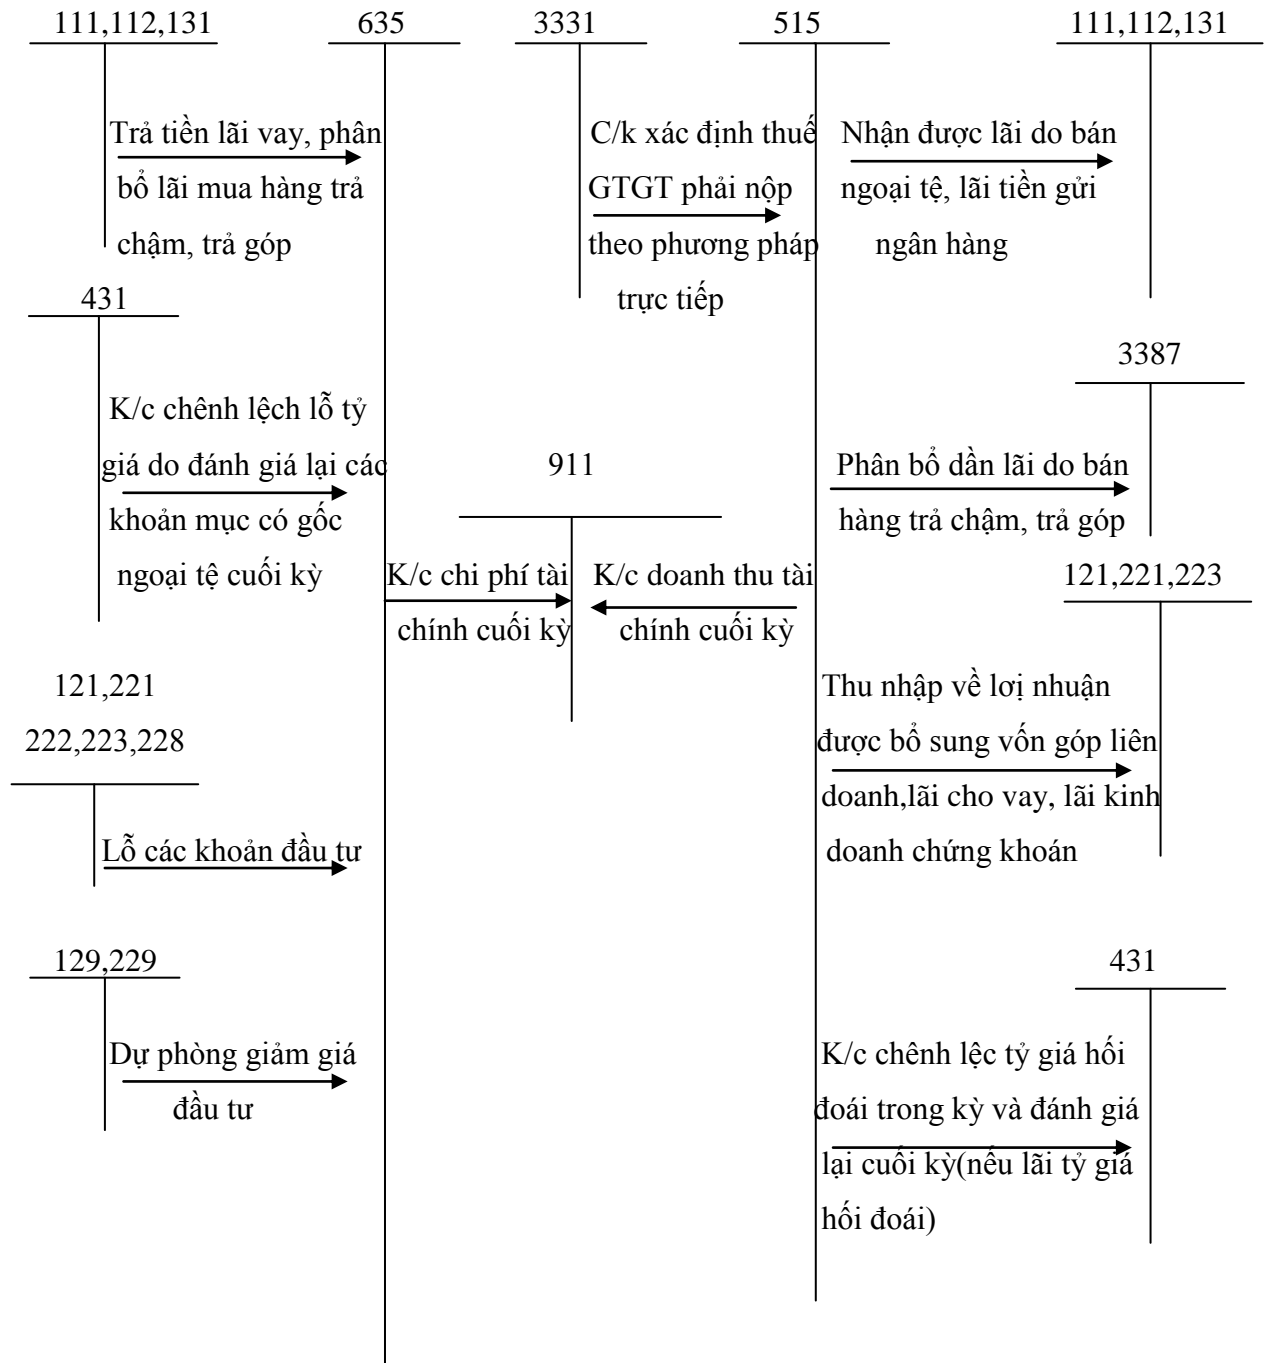 111,112,131
635
3331
515
111,112,131
Trả tiền lãi vay, phân
bổ lãi mua hàng trả
chậm, trả góp
C/k xác định thuế
GTGT phải nộp
theo phương pháp
trực tiếp
Nhận được lãi do bán
ngoại tệ, lãi tiền gửi
ngân hàng
431
K/c chênh lệch lỗ tỷ
giá do đánh giá lại các
khoản mục có gốc
ngoại tệ cuối kỳ
3387
Phân bổ dần lãi do bán
hàng trả chậm, trả góp
911
K/c chi phí tài
chính cuối kỳ
K/c doanh thu tài
chính cuối kỳ
121,221,223
Thu nhập về lơị nhuận
được bổ sung vốn góp liên
doanh,lãi cho vay, lãi kinh
doanh chứng khoán
121,221
222,223,228
Lỗ các khoản đầu tư
129,229
Dự phòng giảm giá
đầu tư
431
K/c chênh lệc tỷ giá hối
đoái trong kỳ và đánh giá
lại cuối kỳ(nếu lãi tỷ giá
hối đoái)